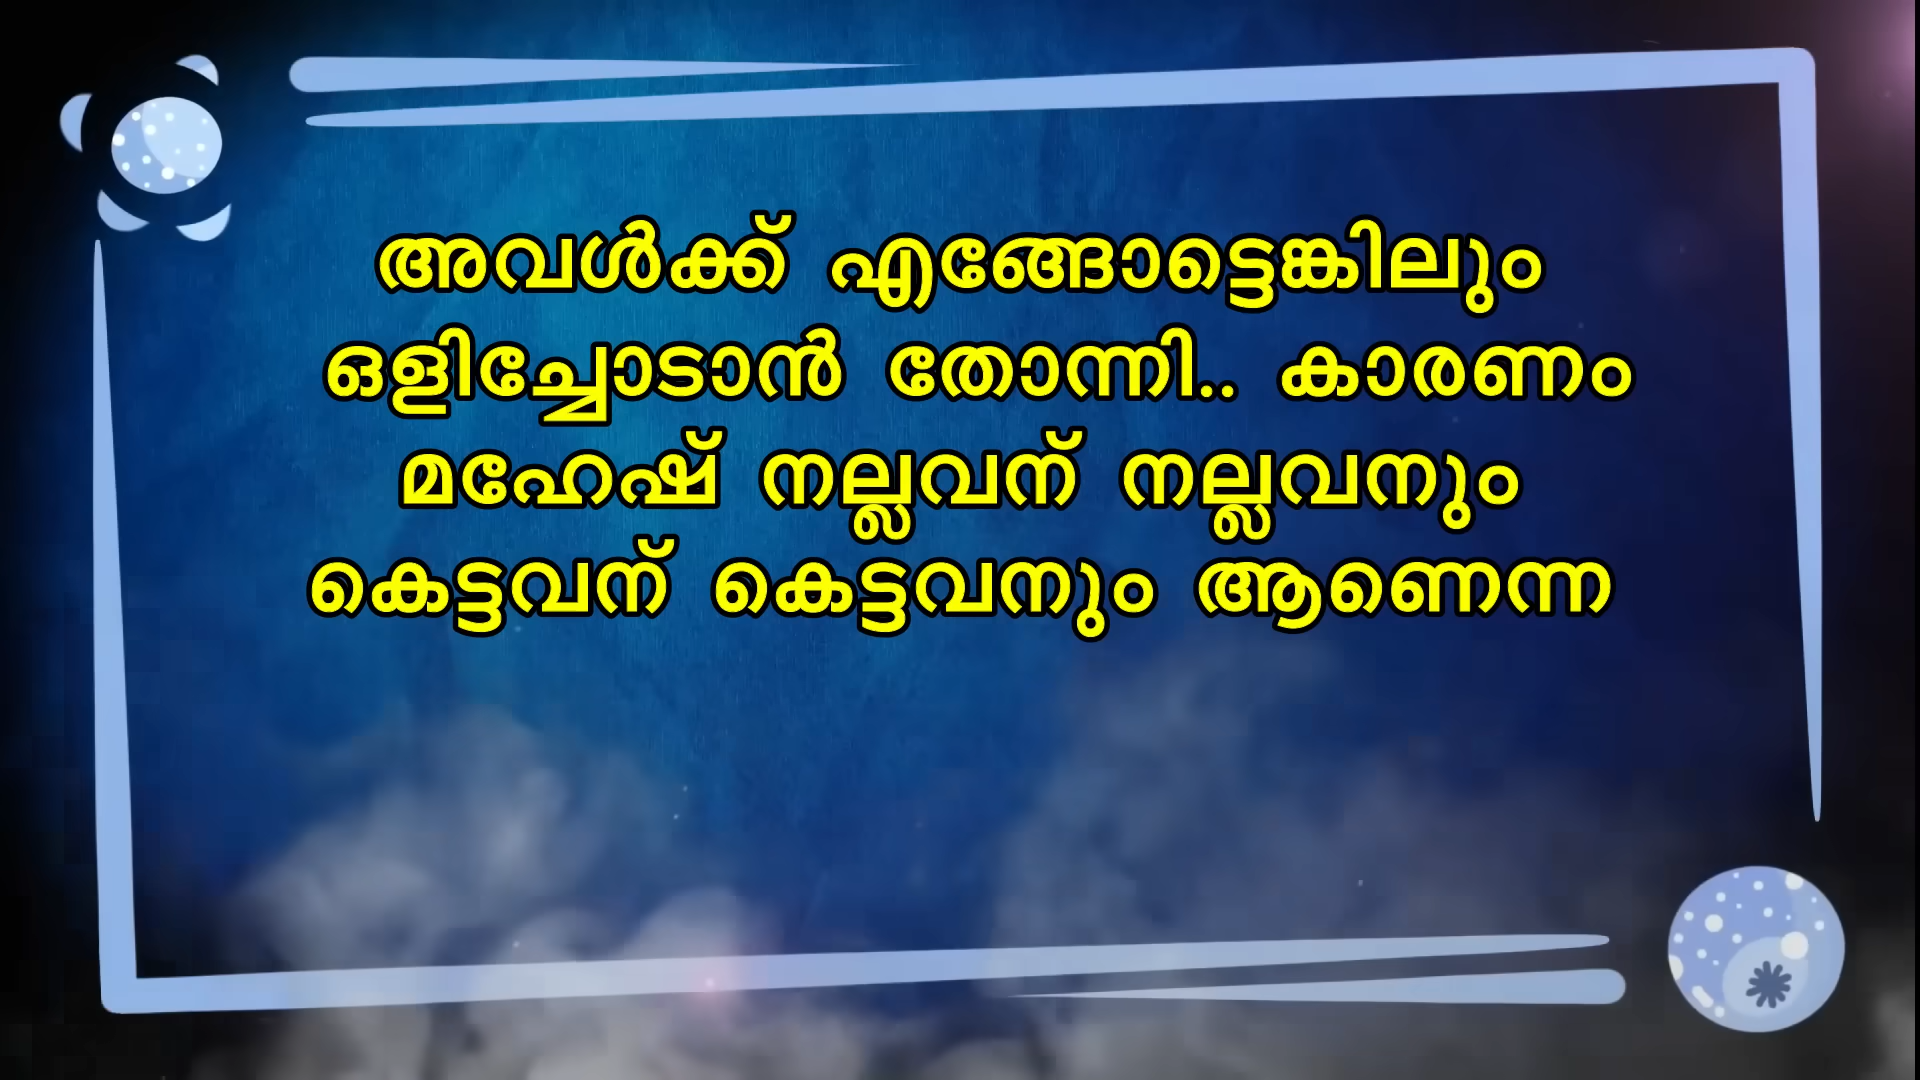 അവൾക്ക് എങ്ങോട്ടെങ്കിലും
ഒളിച്ചോടാൻ തോന്നി.. കാരണം
മഹേഷ് നല്ലവന് നല്ലവനും
കെട്ടവന് കെട്ടവനും ആണെന്ന